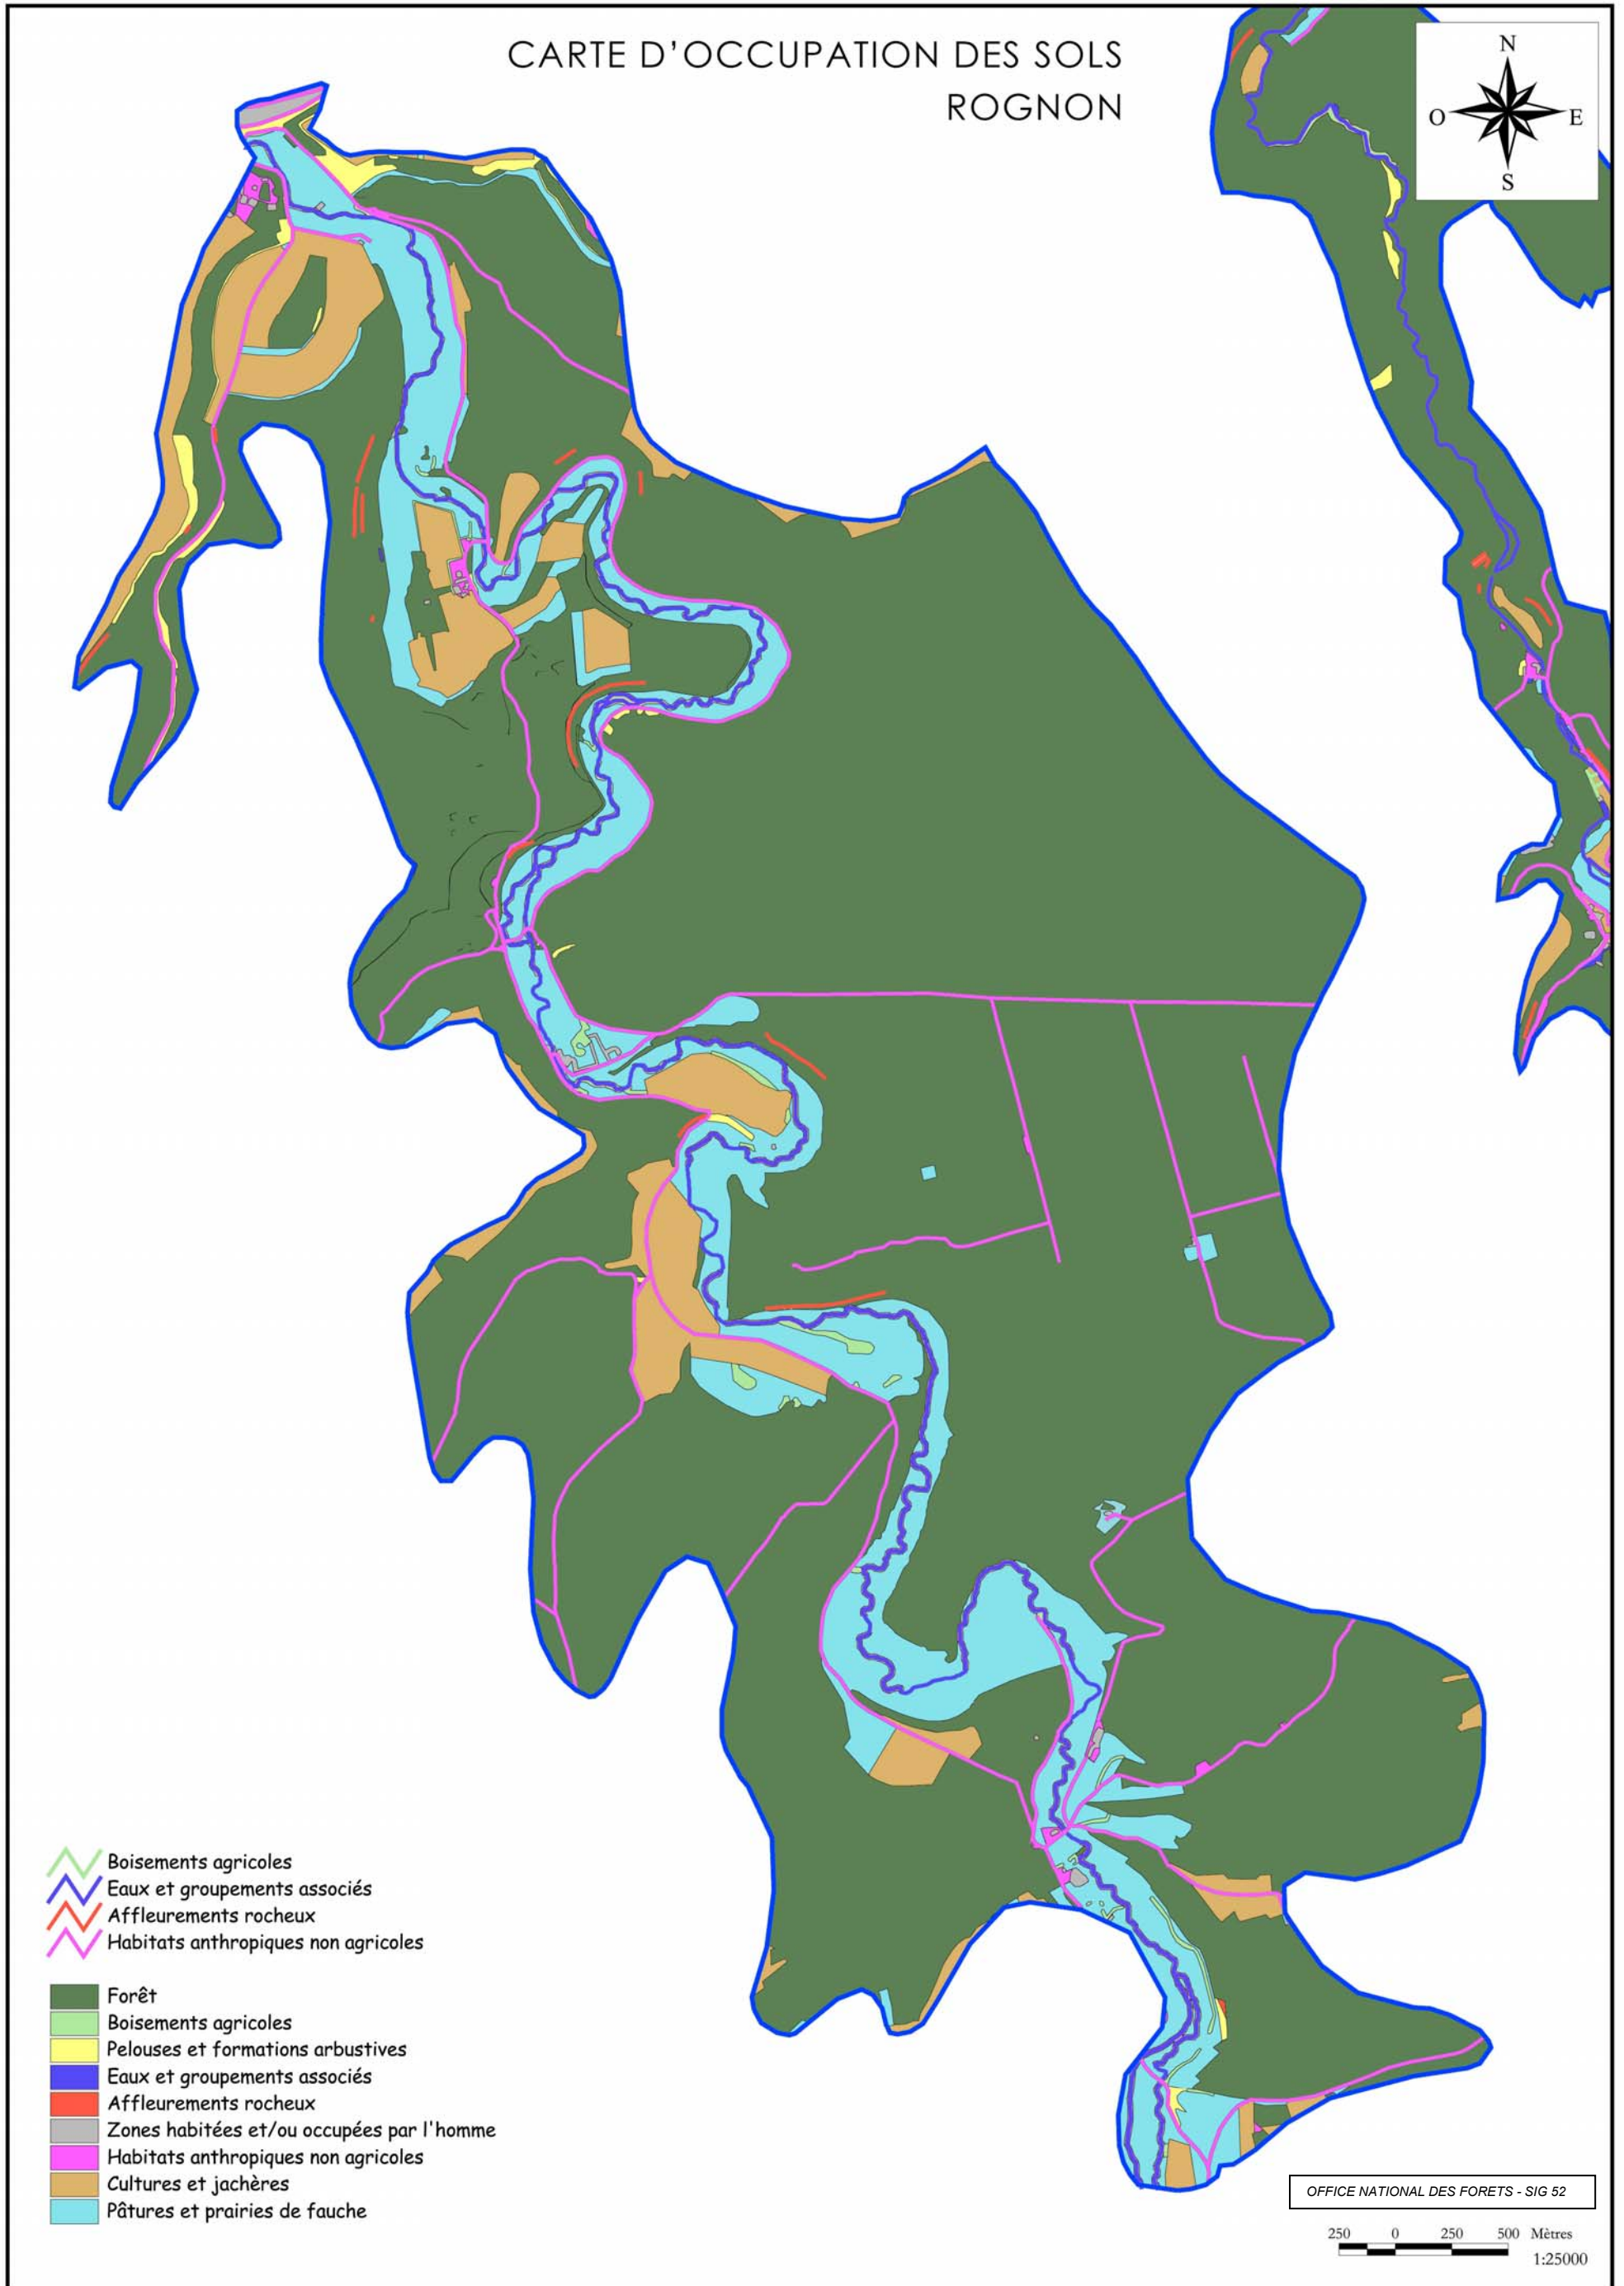 CARTE D'OCCUPATION DES SOLS
ROGNON
N
O
E
S
Boisements agricoles
Eaux et groupements associés
Affleurements rocheux
Habitats anthropiques non agricoles
Forêt
Boisements agricoles
Pelouses et formations arbustives
Eaux et groupements associés
Affleurements rocheux
Zones habitées et/ou occupées par l'homme
Habitats anthropiques non agricoles
Cultures et jachères
Pâtures et prairies de fauche
OFFICE NATIONAL DES FORETS - SIG 52
250 0 250 500 Mètres
1:25000